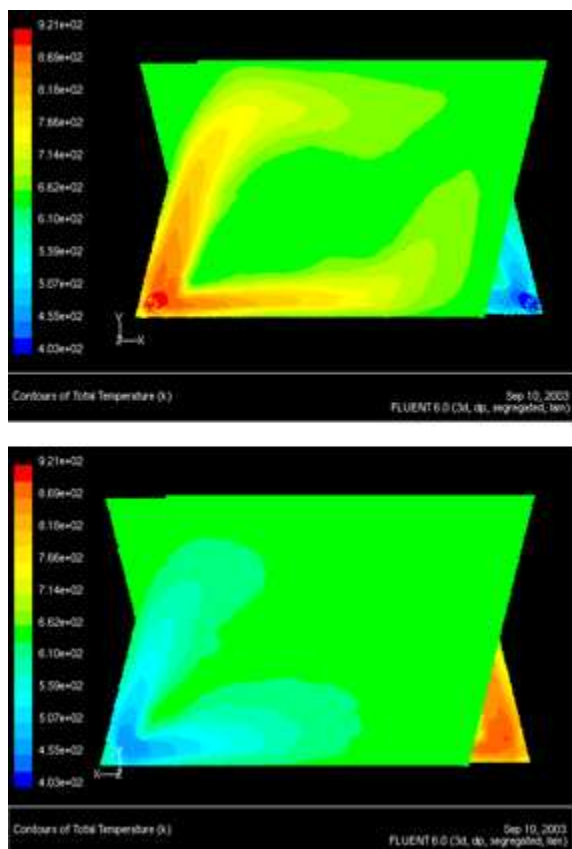 9.21e+02
8.69e+02
8.18e+02
7.66e+02
7.14e+02
6.62e+02
6.10e+02
5.59e+02
5.07e+02
4.55e+02
4.03e+02
Y
Z X
Contours of Total Temperature (k)
Sep 10, 2003
FLUENT 6.0 (3d, dp, segregated, lam)
9.21e+02
8.69e+02
8.18e+02
7.66e+02
7.14e+02
6.62e+02
6.10e+02
5.59e+02
5.07e+02
4.55e+02
4.03e+02
Y
X Z
Contours of Total Temperature (k)
Sep 10, 2003
FLUENT 6.0 (3d, dp, segregated, lam)